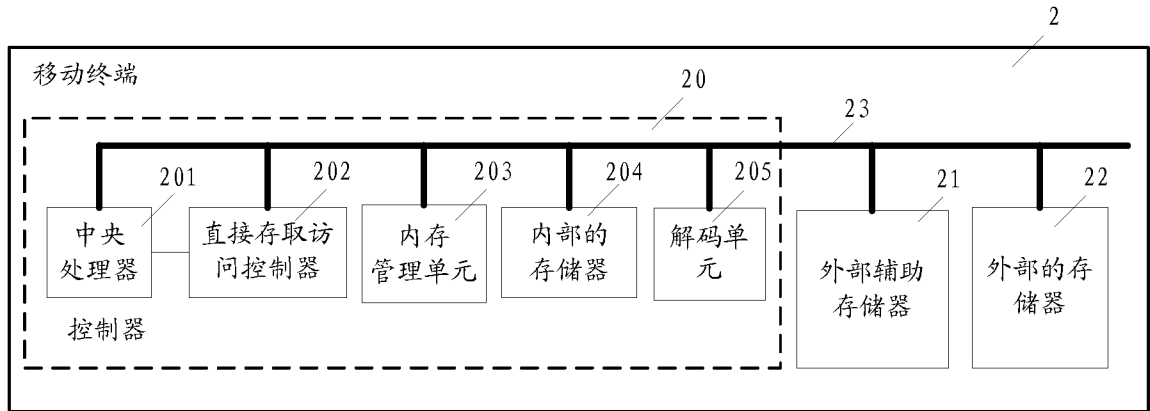 2
移动终端
20
23
201
202
203
204
205
21
22
中央
处理器
直接存取访
问控制器
内存
管理单元
内部的
存储器
解码单
元
外部辅助
存储器
外部的存
储器
控制器